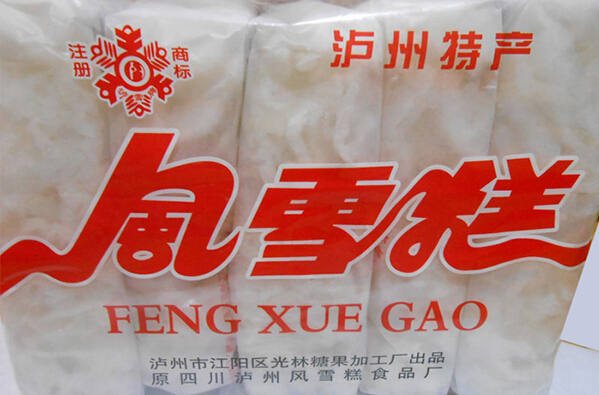 注册 商标
泸州特产
風雪糕
FENG XUE GAO
泸州市江阳区光林糖果加工厂出品
原四川泸州风雪糕食品厂